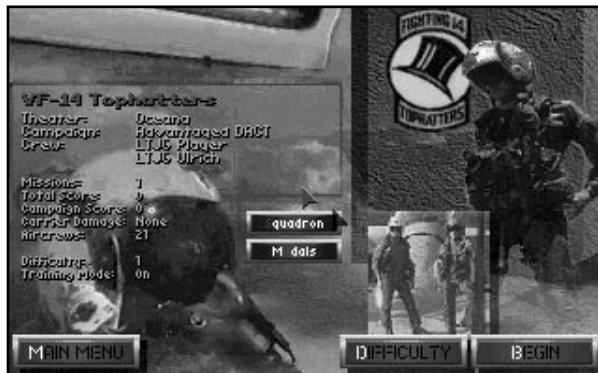 FIGHTING 14
TOPHATTERS
VF-14 Tophatters
Theater: Oceana
Campaign: Advantaged DACT
Crew: LTJG Player
LTJG Ulrich
Missions: 1
Total Score: 0
Campaign Score: 0
Carrier Damage: None
Aircrews: 21
Difficulty: 1
Training Mode: On
Squadron
Medals
MAIN MENU
DIFFICULTY
BEGIN